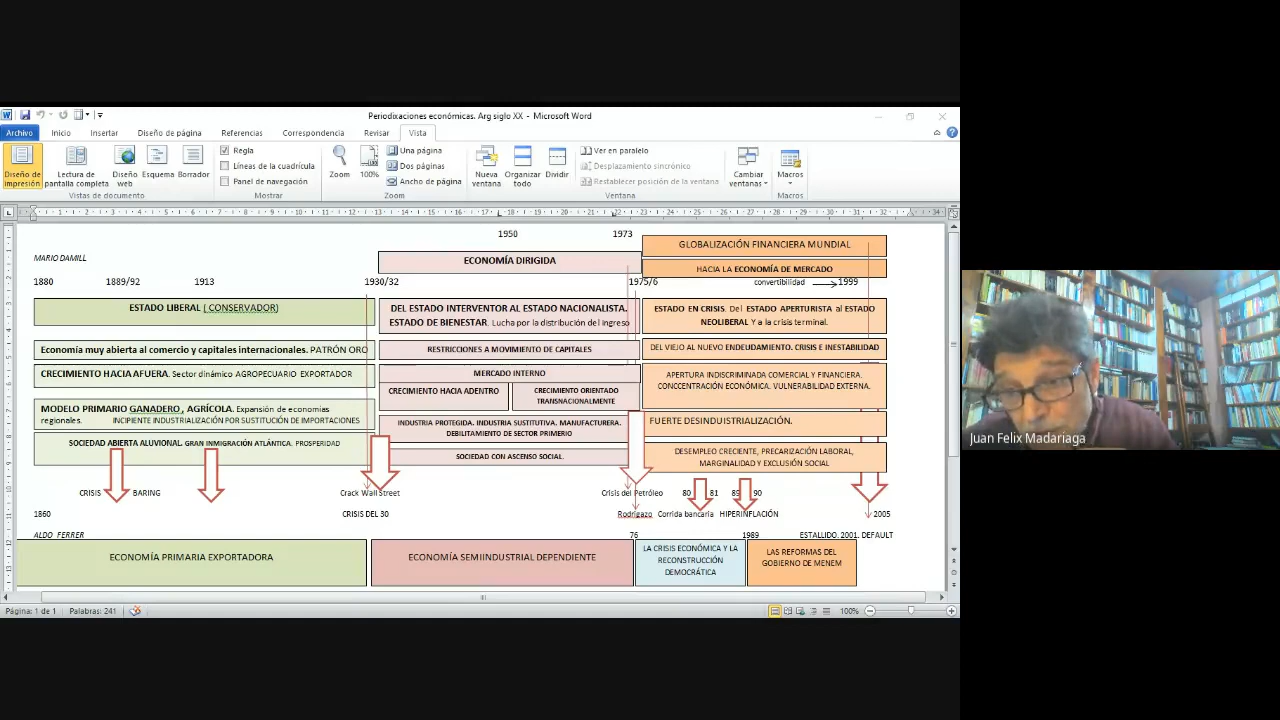 Periodixaciones económicas. Arg siglo XX - Microsoft Word
Archivo Inicio Insertar Diseño de página Referencias Correspondencia Revisar Vista
Diseño de impresión
Lectura de pantalla completa
Diseño web
Esquema
Borrador
Vistas de documento
Regla
Líneas de la cuadrícula
Panel de navegación
Mostrar
Zoom
100%
Una página
Dos páginas
Ancho de página
Zoom
Nueva ventana
Organizar todo
Dividir
Ver en paralelo
Desplazamiento sincrónico
Restablecer posición de la ventana
Ventana
Cambiar ventanas
Macros
Macros
1950 1973
GLOBALIZACIÓN FINANCIERA MUNDIAL
MARIO DAMILL
ECONOMÍA DIRIGIDA
HACIA LA ECONOMÍA DE MERCADO
1880 1889/92 1913 1930/32 1975/6 convertibilidad 1999
ESTADO LIBERAL ( CONSERVADOR)
DEL ESTADO INTERVENTOR AL ESTADO NACIONALISTA.
ESTADO DE BIENESTAR. Lucha por la distribución del ingreso
ESTADO EN CRISIS. Del ESTADO APERTURISTA al ESTADO
NEOLIBERAL Y a la crisis terminal.
Economía muy abierta al comercio y capitales internacionales. PATRÓN ORO
RESTRICCIONES A MOVIMIENTO DE CAPITALES
DEL VIEJO AL NUEVO ENDEUDAMIENTO. CRISIS E INESTABILIDAD
CRECIMIENTO HACIA AFUERA. Sector dinámico AGROPECUARIO EXPORTADOR
MERCADO INTERNO
CRECIMIENTO HACIA ADENTRO
CRECIMIENTO ORIENTADO
TRANSNACIONALMENTE
APERTURA INDISCRIMINADA COMERCIAL Y FINANCIERA.
CONCCENTRACIÓN ECONÓMICA. VULNERABILIDAD EXTERNA.
MODELO PRIMARIO GANADERO , AGRÍCOLA. Expansión de economías
regionales. INCIPIENTE INDUSTRIALIZACIÓN POR SUSTITUCIÓN DE IMPORTACIONES
INDUSTRIA PROTEGIDA. INDUSTRIA SUSTITUTIVA. MANUFACTURERA.
DEBILITAMIENTO DE SECTOR PRIMERIO
FUERTE DESINDUISTRIALIZACIÓN.
SOCIEDAD ABIERTA ALUVIONAL. GRAN INMIGRACIÓN ATLÁNTICA. PROSPERIDAD
SOCIEDAD CON ASCENSO SOCIAL.
DESEMPLEO CRECIENTE, PRECARIZACIÓN LABORAL,
MARGINALIDAD Y EXCLUSIÓN SOCIAL
CRISIS BARING Crack Wall Street Crisis del Petróleo 80 81 89 90
1860 CRISIS DEL 30 Rodrigazo Corrida bancaria HIPERINFLACIÓN 2005
ALDO FERRER 76 1989 ESTALLIDO. 2001. DEFAULT
ECONOMÍA PRIMARIA EXPORTADORA
ECONOMÍA SEMIINDUSTRIAL DEPENDIENTE
LA CRISIS ECONÓMICA Y LA
RECONSTRUCCIÓN
DEMOCRÁTICA
LAS REFORMAS DEL
GOBIERNO DE MENEM
Página: 1 de 1 Palabras: 241 100%
Juan Felix Madariaga